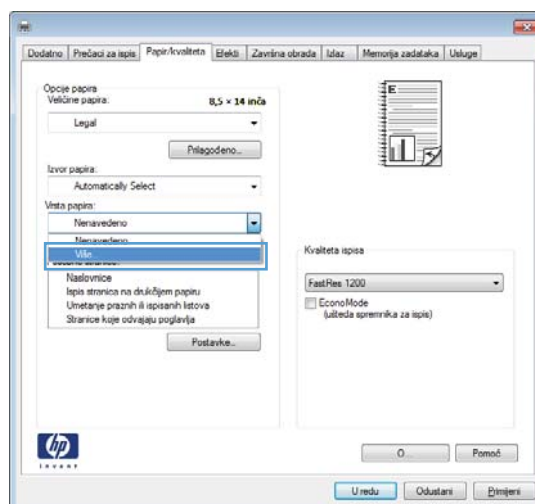 Dodatno Prečaci za ispis Papir/kvaliteta Efekti Završna obrada Izlaz Memorija zadataka Usluge
Opcije papira
Veličine papira: 8,5 × 14 inča
Legal
Prilagođeno...
Izvor papira:
Automatically Select
Vrsta papira:
Nenavedeno
Nenavedeno
Više...
Naslovnice
Ispis stranica na drukčijem papiru
Umetanje praznih ili ispisanih listova
Stranice koje odvajaju poglavlja
Postavke...
E
Kvaliteta ispisa
FastRes 1200
EconoMode
(ušteda spremnika za ispis)
hp
invent
O... Pomoć
U redu Odustani Primijeni